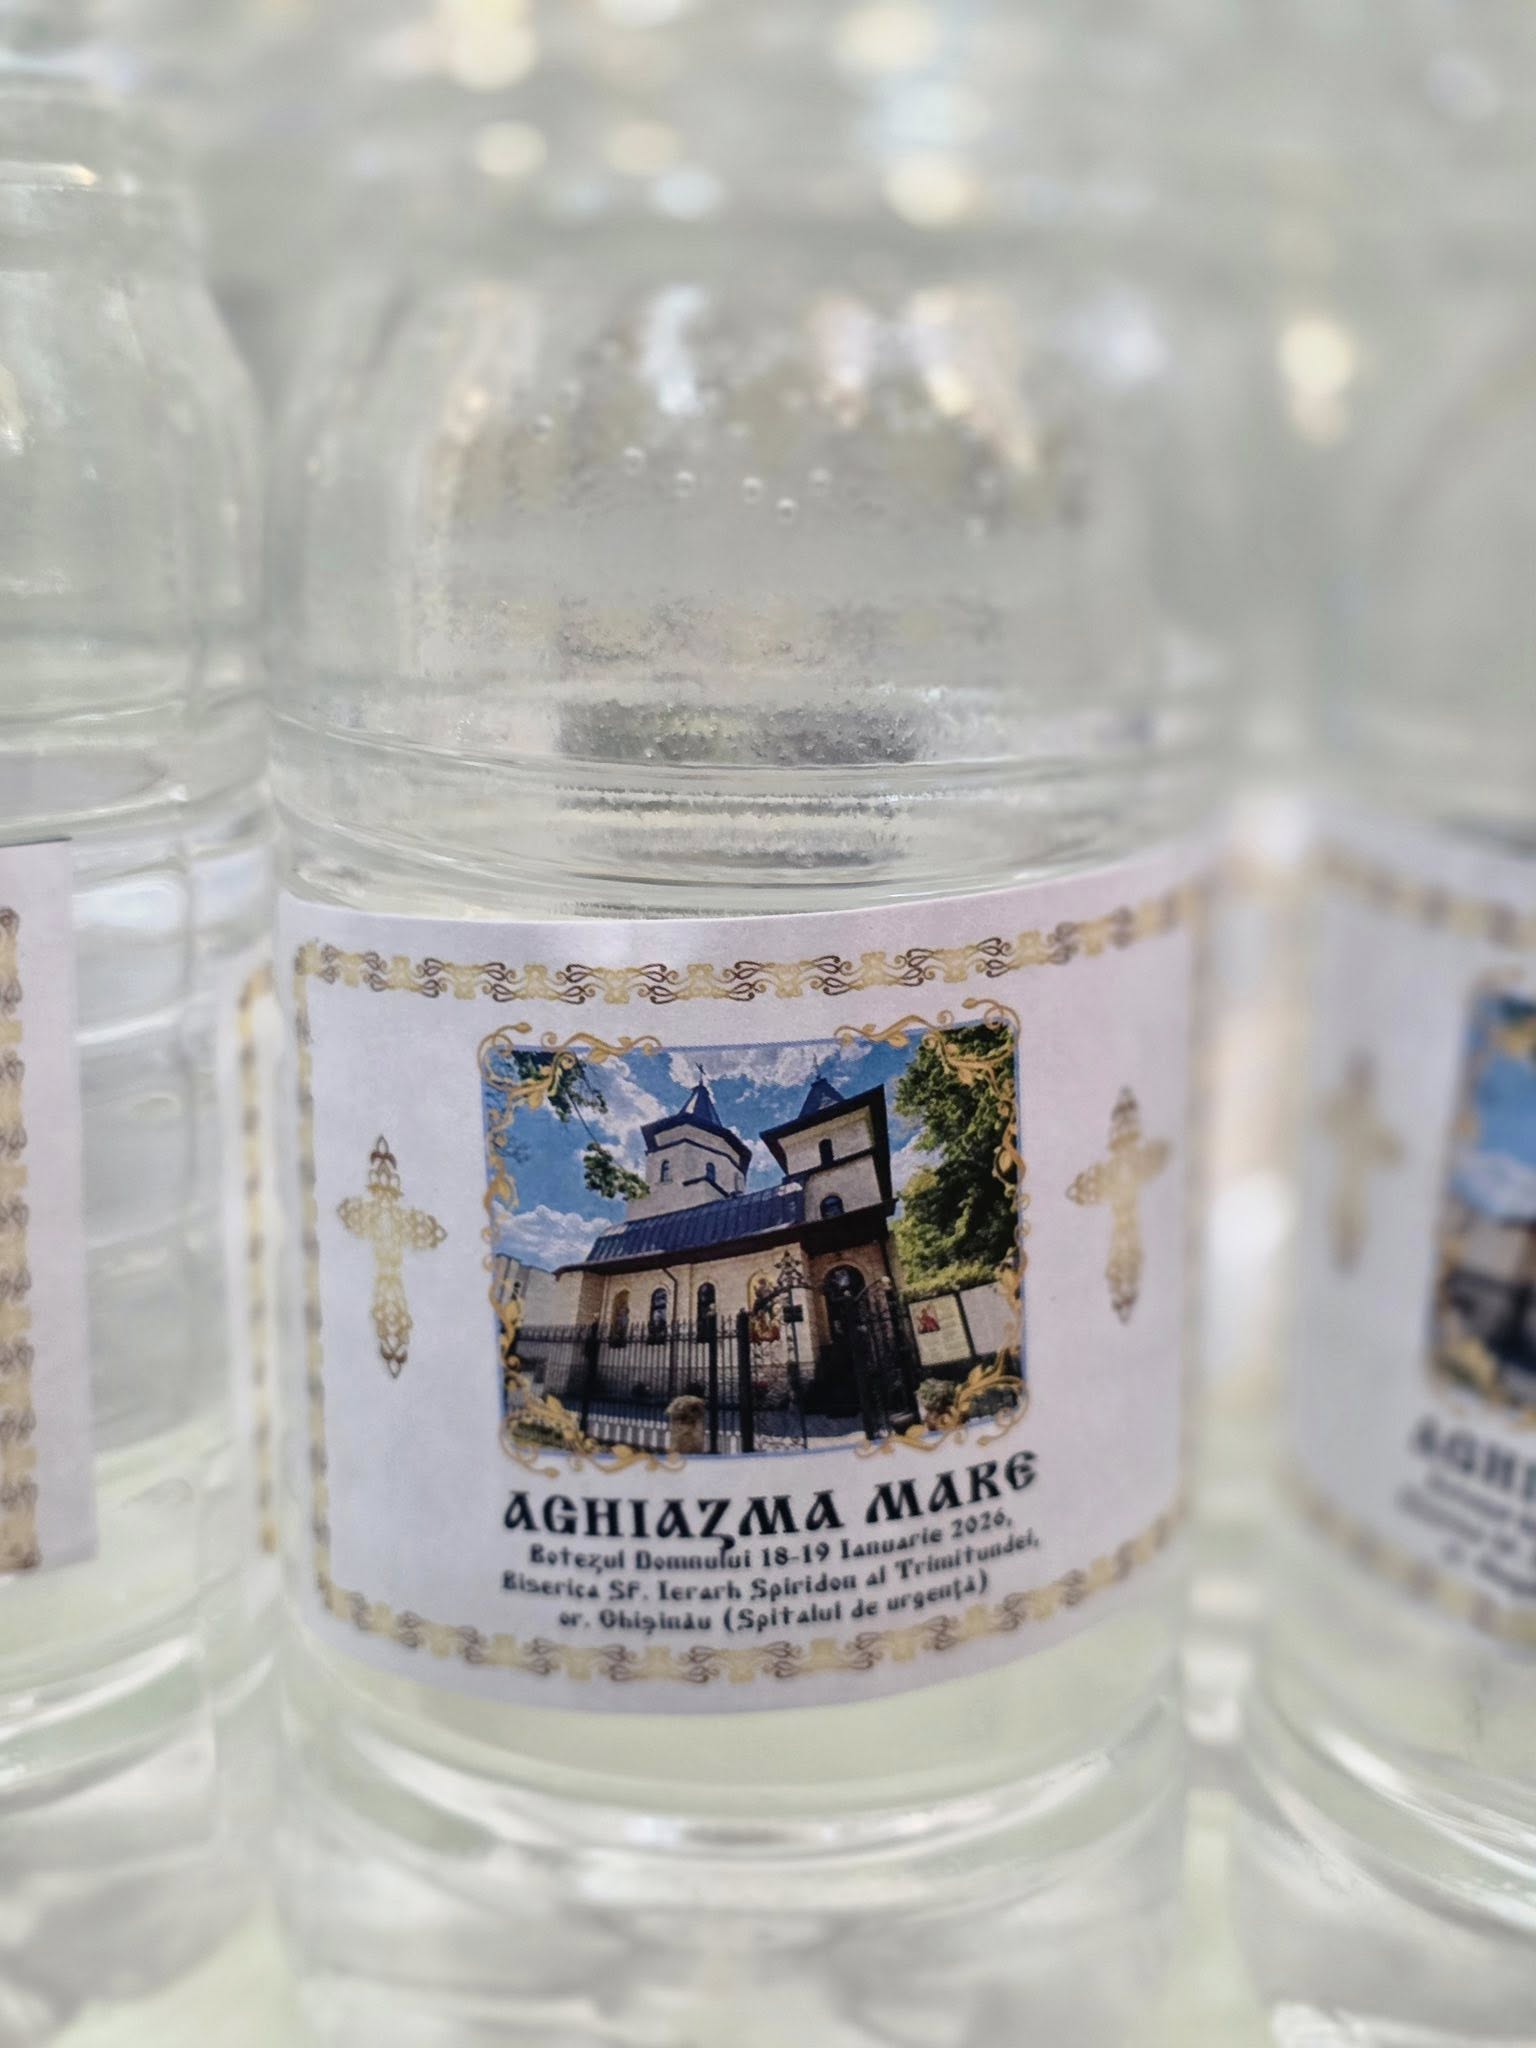 AGHIAZMA MARE
Botezul Domnului 18-19 Ianuarie 2026,
Biserica SF. Ierarh Spiridon al Trimitundei,
or. Chișinău (Spitalul de urgență)
AGHI